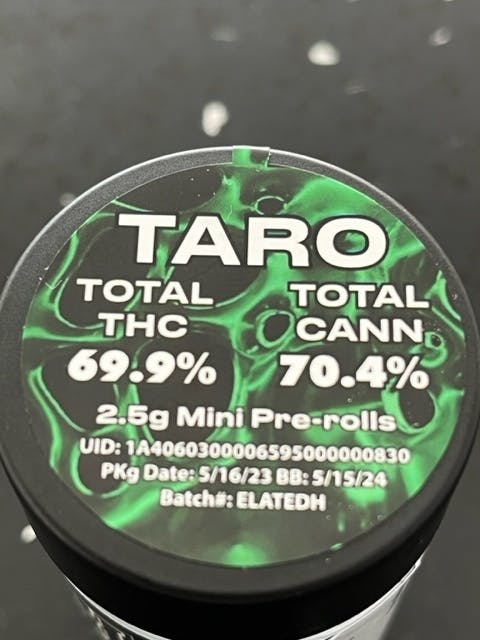 TARO
TOTAL THC
TOTAL CANN
69.9% 70.4%
2.5g Mini Pre-rolls
UID: 1A4060300006595000000830
PKg Date: 5/16/23 BB: 5/15/24
Batch#: ELATEDH